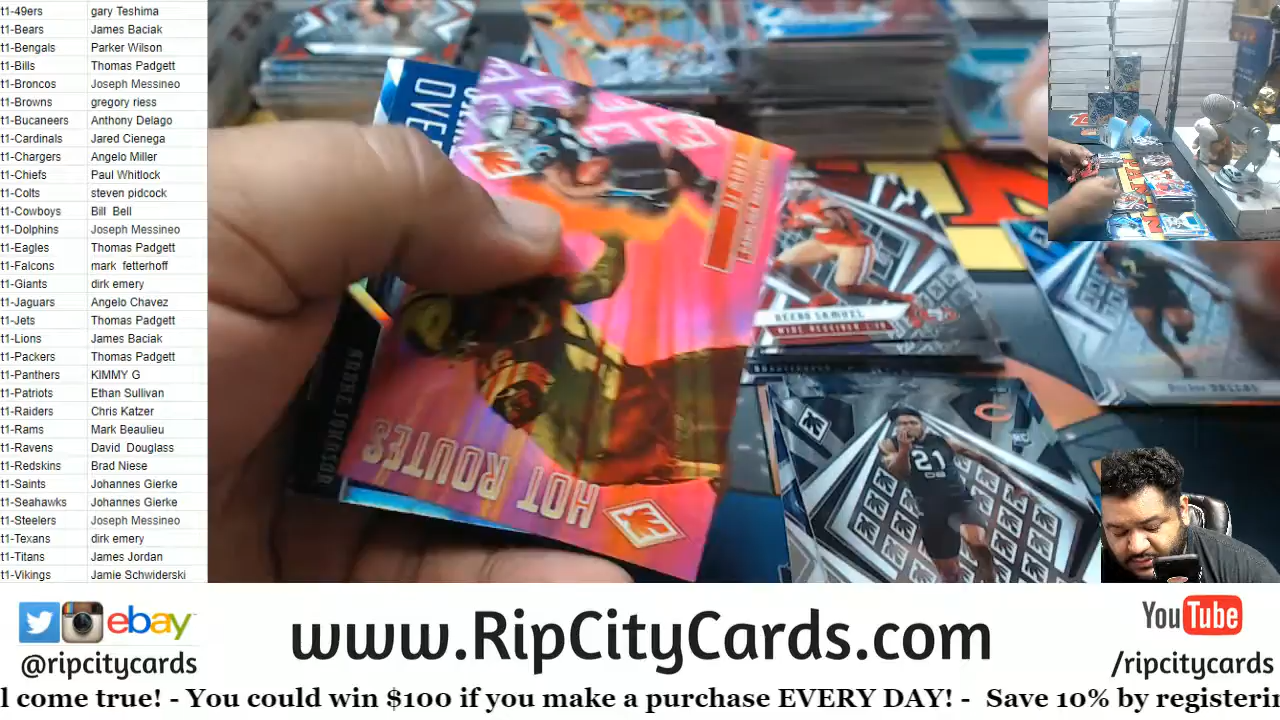 t1-49ers gary Teshima
t1-Bears James Baciak
t1-Bengals Parker Wilson
t1-Bills Thomas Padgett
t1-Broncos Joseph Messineo
t1-Browns gregory riess
t1-Bucaneers Anthony Delago
t1-Cardinals Jared Cienega
t1-Chargers Angelo Miller
t1-Chiefs Paul Whitlock
t1-Colts steven pidcock
t1-Cowboys Bill Bell
t1-Dolphins Joseph Messineo
t1-Eagles Thomas Padgett
t1-Falcons mark fetterhoff
t1-Giants dirk emery
t1-Jaguars Angelo Chavez
t1-Jets Thomas Padgett
t1-Lions James Baciak
t1-Packers Thomas Padgett
t1-Panthers KIMMY G
t1-Patriots Ethan Sullivan
t1-Raiders Chris Katzer
t1-Rams Mark Beaulieu
t1-Ravens David Douglass
t1-Redskins Brad Niese
t1-Saints Johannes Gierke
t1-Seahawks Johannes Gierke
t1-Steelers Joseph Messineo
t1-Texans dirk emery
t1-Titans James Jordan
t1-Vikings Jamie Schwiderski
OVE
HOT ROUTES
DEEBO SAMUEL
WIDE RECEIVER
21
ebay
@ripcitycards
www.RipCityCards.com
YouTube
/ripcitycards
l come true! - You could win $100 if you make a purchase EVERY DAY! - Save 10% by registerin